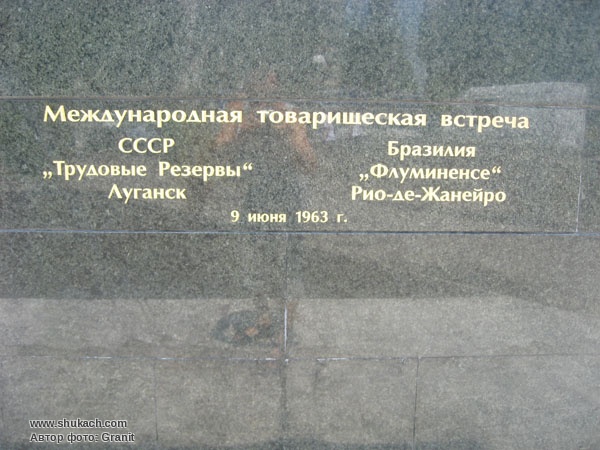 Международная товарищеская встреча
СССР
„Трудовые Резервы“
Луганск
Бразилия
„Флуминенсе“
Рио-де-Жанейро
9 июня 1963 г.
www.shukach.com
Автор фото: Granit